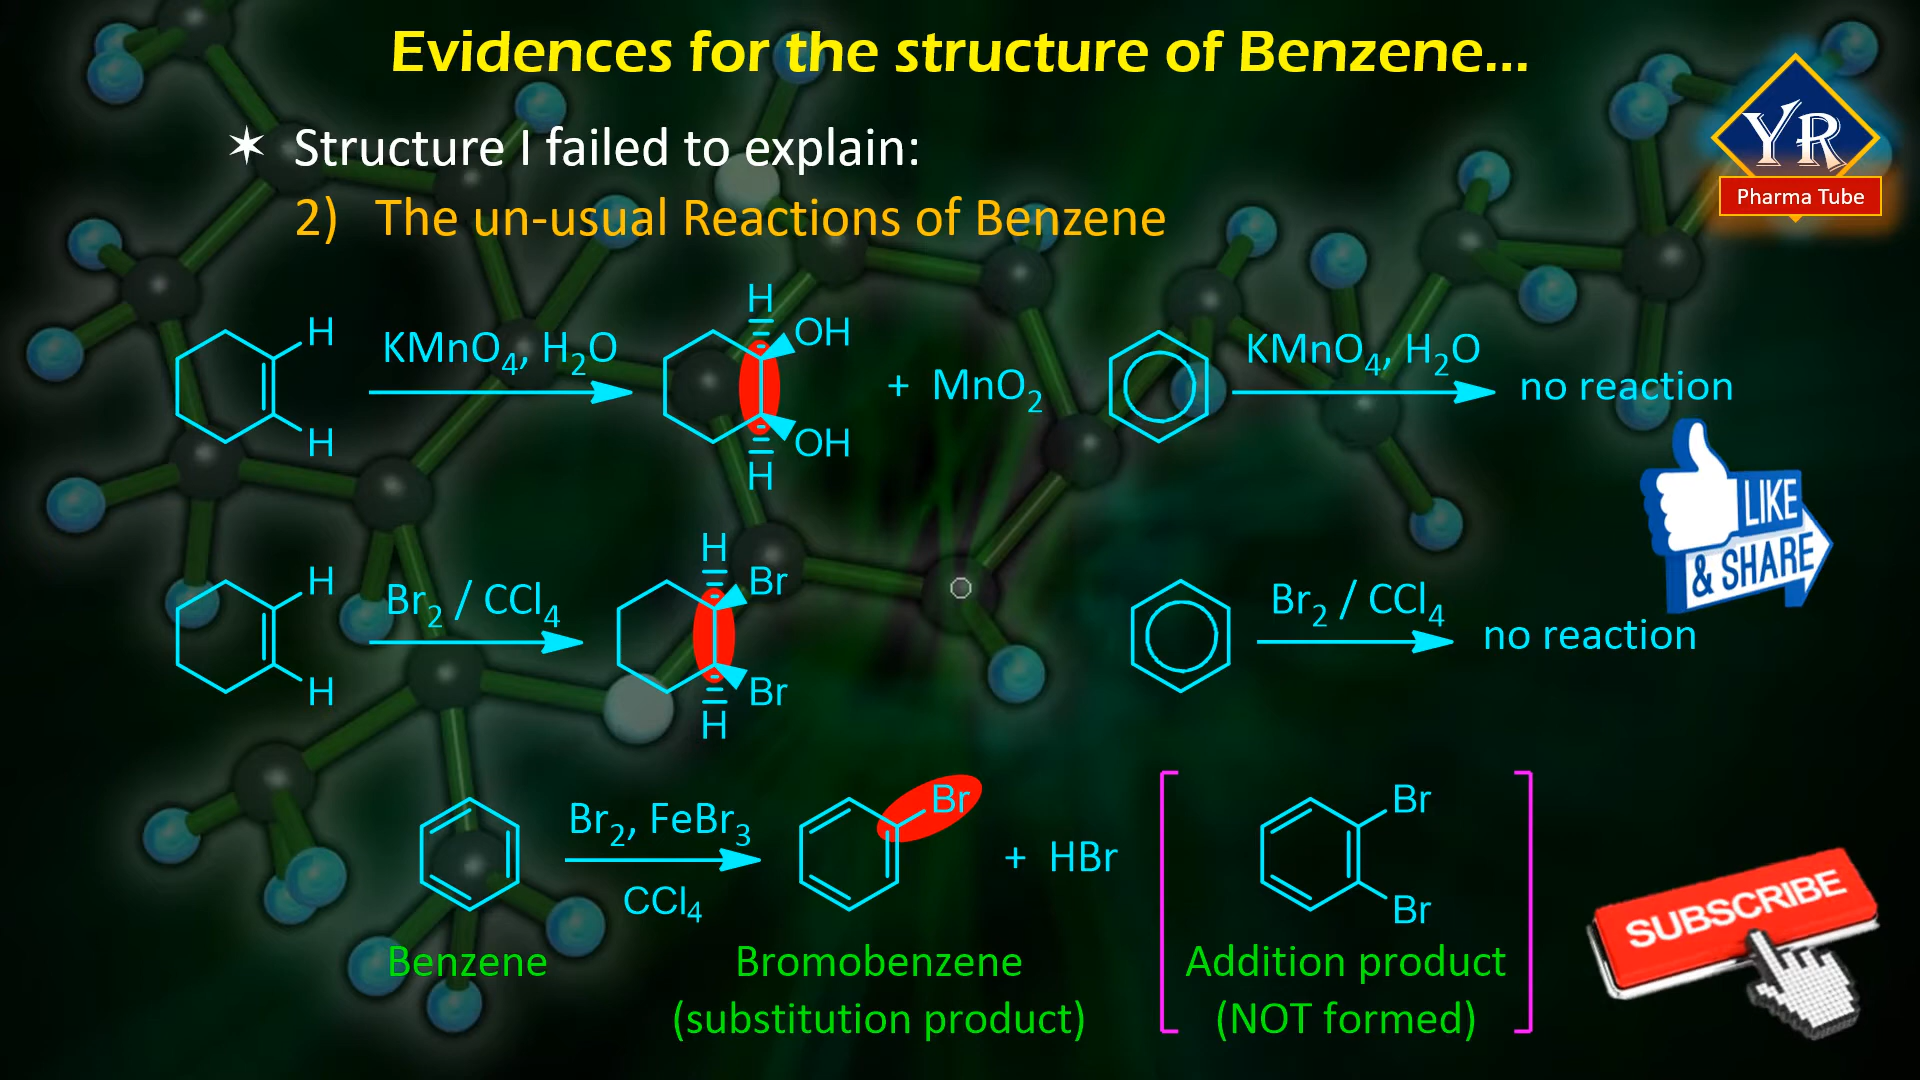 Evidences for the structure of Benzene...
YR
Pharma Tube
✶ Structure I failed to explain:
2) The un-usual Reactions of Benzene
H
H
KMnO4, H2O
H
OH
OH
H
+ MnO2
KMnO4, H2O
no reaction
LIKE
& SHARE
H
H
Br2 / CCl4
H
Br
Br
H
Br2 / CCl4
no reaction
Br2, FeBr3
CCl4
Br
+ HBr
Br
Br
SUBSCRIBE
Benzene
Bromobenzene
(substitution product)
Addition product
(NOT formed)